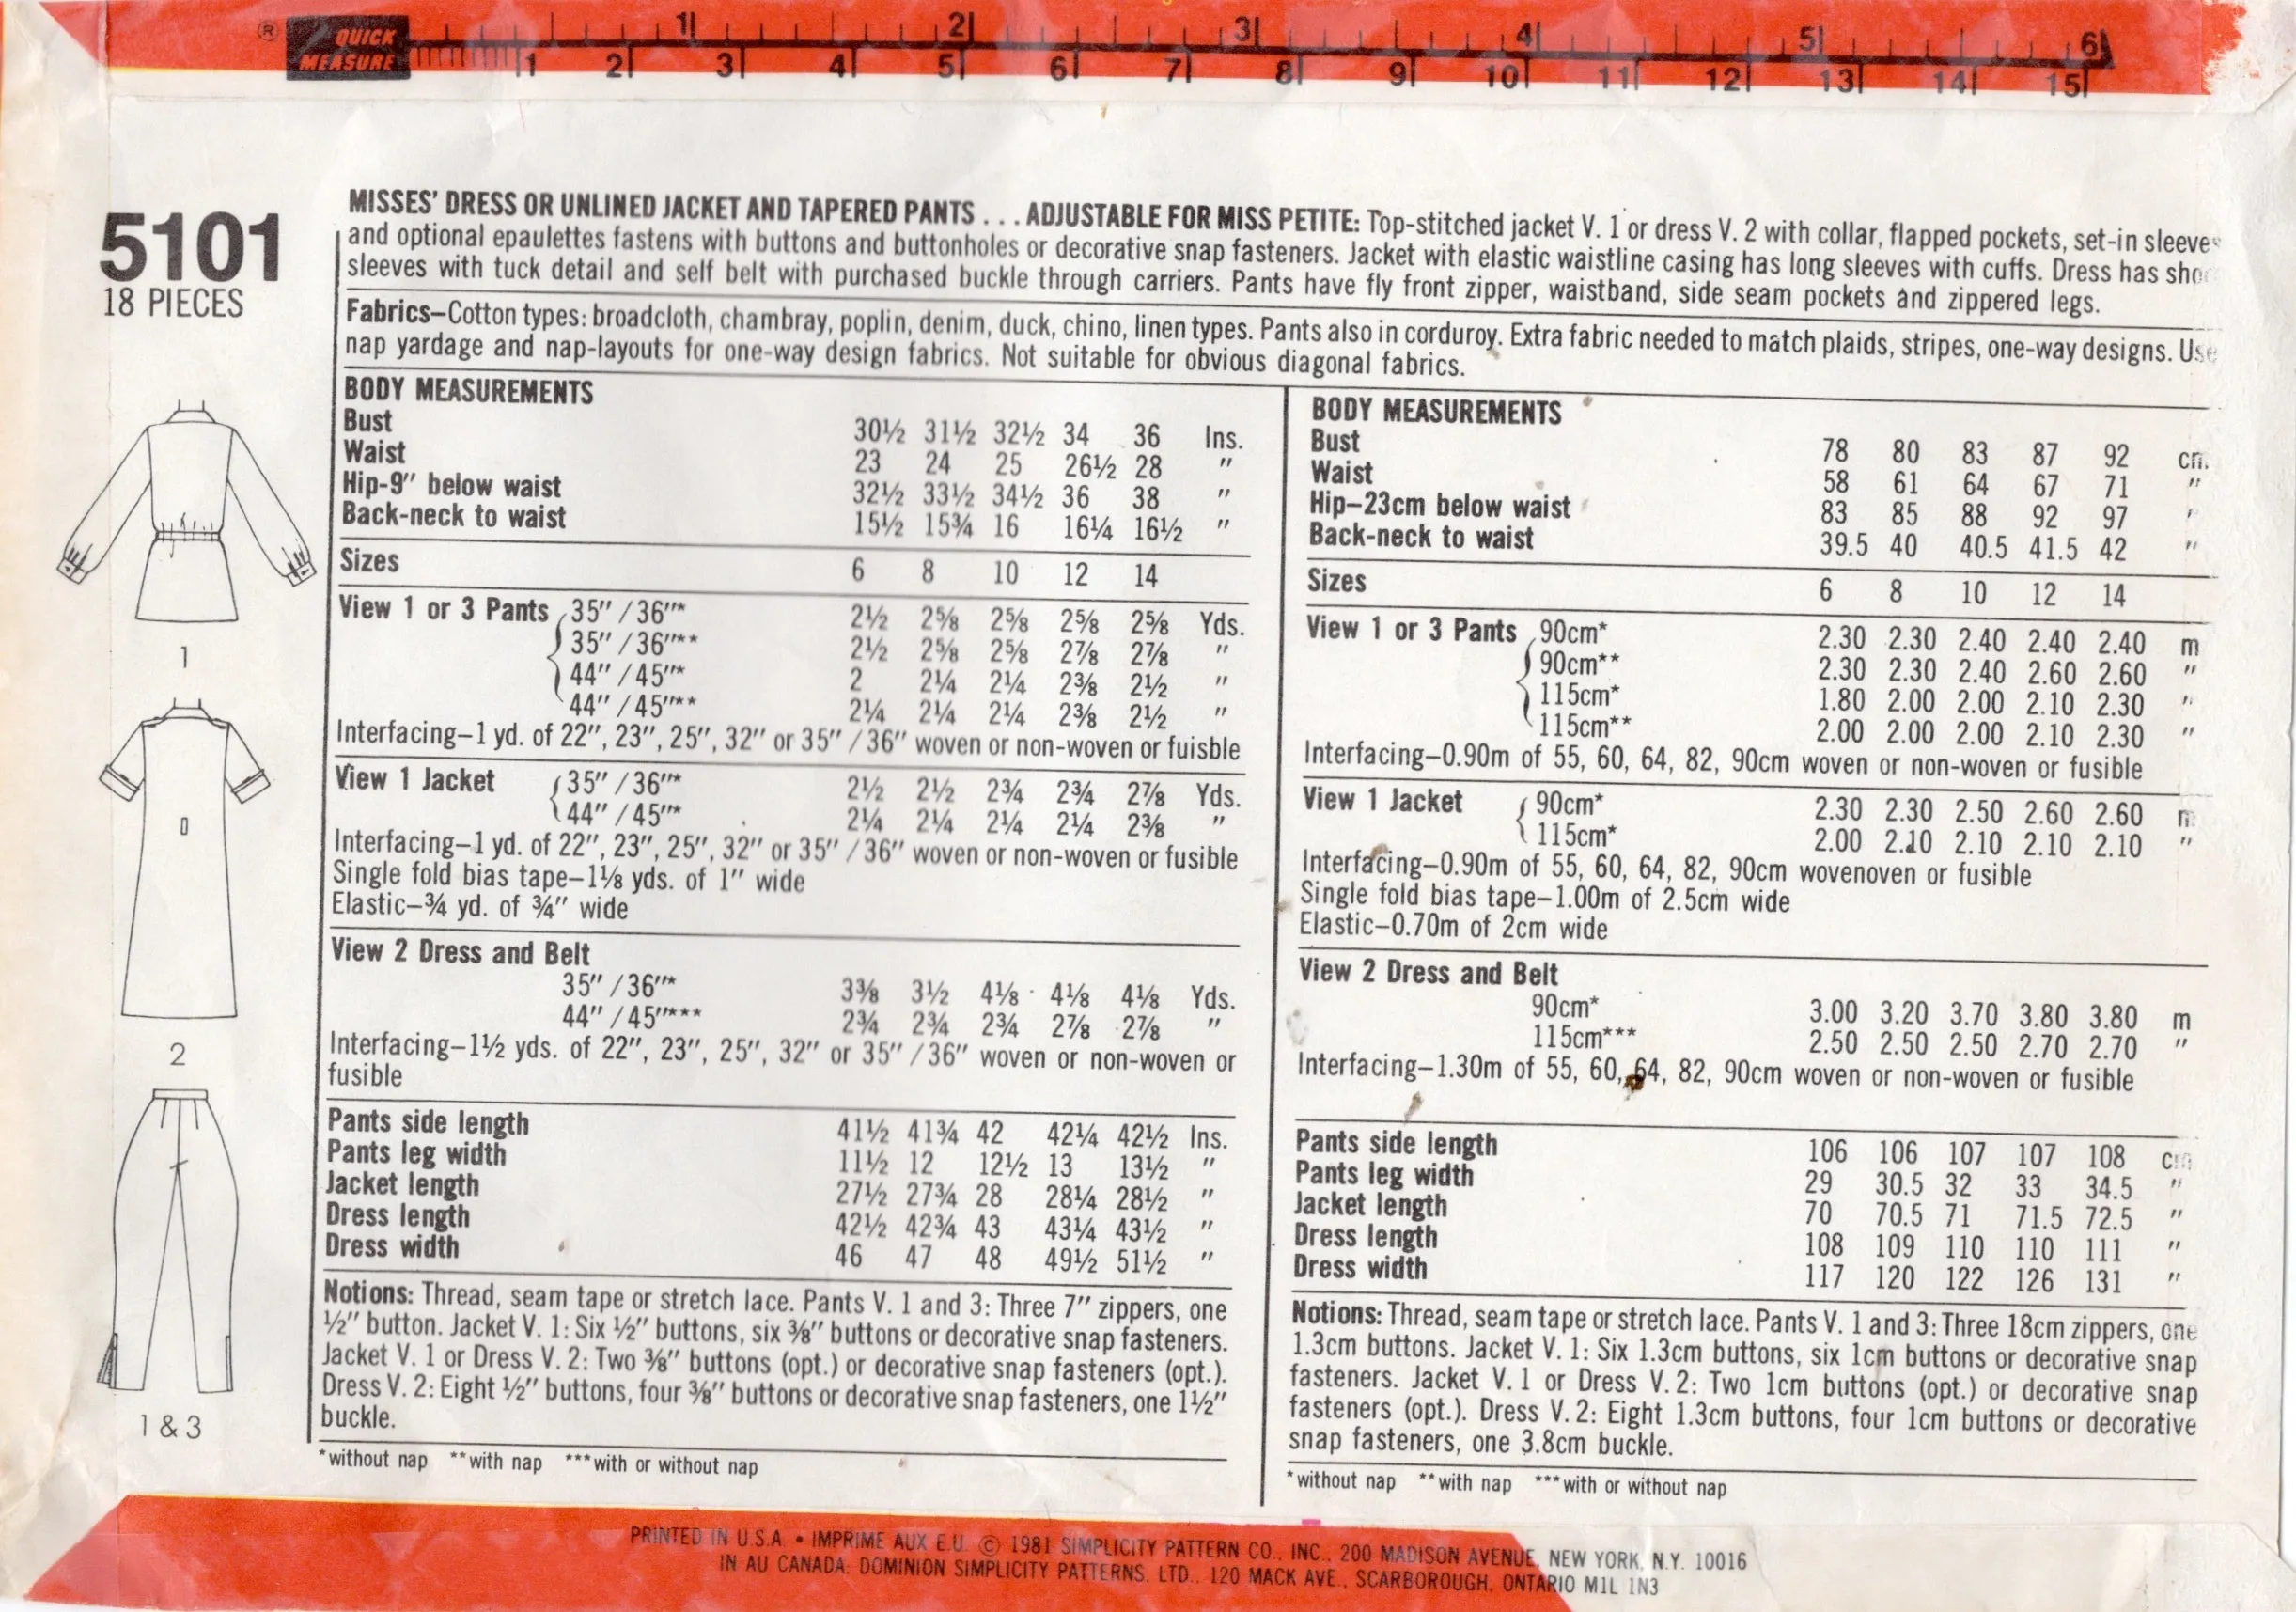 ® QUICK MEASURE
1 2 3 4 5 6
1 2 3 4 5 6 7 8 9 10 11 12 13 14 15
5101
18 PIECES
MISSES' DRESS OR UNLINED JACKET AND TAPERED PANTS . . . ADJUSTABLE FOR MISS PETITE: Top-stitched jacket V. 1 or dress V. 2 with collar, flapped pockets, set-in sleeves
and optional epaulettes fastens with buttons and buttonholes or decorative snap fasteners. Jacket with elastic waistline casing has long sleeves with cuffs. Dress has
sleeves with tuck detail and self belt with purchased buckle through carriers. Pants have fly front zipper, waistband, side seam pockets and zippered legs.
Fabrics–Cotton types: broadcloth, chambray, poplin, denim, duck, chino, linen types. Pants also in corduroy. Extra fabric needed to match plaids, stripes, one-way designs. Use
nap yardage and nap-layouts for one-way design fabrics. Not suitable for obvious diagonal fabrics.
BODY MEASUREMENTS
Bust 30½ 31½ 32½ 34 36 Ins.
Waist 23 24 25 26½ 28 "
Hip-9" below waist 32½ 33½ 34½ 36 38 "
Back-neck to waist 15½ 15¾ 16 16¼ 16½ "
Sizes 6 8 10 12 14
View 1 or 3 Pants 35"/36"* 2½ 2⅝ 2⅝ 2⅝ 2⅝ Yds.
35"/36"** 2½ 2⅝ 2⅝ 2⅞ 2⅞ "
44"/45"* 2 2¼ 2¼ 2⅜ 2½ "
44"/45"** 2¼ 2¼ 2¼ 2⅜ 2½ "
Interfacing–1 yd. of 22", 23", 25", 32" or 35"/36" woven or non-woven or fuisble
View 1 Jacket 35"/36"* 2½ 2½ 2¾ 2¾ 2⅞ Yds.
44"/45"* 2¼ 2¼ 2¼ 2¼ 2⅜ "
Interfacing–1 yd. of 22", 23", 25", 32" or 35"/36" woven or non-woven or fusible
Single fold bias tape–1⅛ yds. of 1" wide
Elastic–¾ yd. of ¾" wide
View 2 Dress and Belt
35"/36"* 3⅜ 3½ 4⅛ 4⅛ 4⅛ Yds.
44"/45"*** 2¾ 2¾ 2¾ 2⅞ 2⅞ "
Interfacing–1½ yds. of 22", 23", 25", 32" or 35"/36" woven or non-woven or
fusible
Pants side length 41½ 41¾ 42 42¼ 42½ Ins.
Pants leg width 11½ 12 12½ 13 13½ "
Jacket length 27½ 27¾ 28 28¼ 28½ "
Dress length 42½ 42¾ 43 43¼ 43½ "
Dress width 46 47 48 49½ 51½ "
Notions: Thread, seam tape or stretch lace. Pants V. 1 and 3: Three 7" zippers, one
½" button. Jacket V. 1: Six ½" buttons, six ⅜" buttons or decorative snap fasteners.
Jacket V. 1 or Dress V. 2: Two ⅜" buttons (opt.) or decorative snap fasteners (opt.).
Dress V. 2: Eight ½" buttons, four ⅜" buttons or decorative snap fasteners, one 1½"
buckle.
*without nap **with nap ***with or without nap
BODY MEASUREMENTS
Bust 78 80 83 87 92 cm.
Waist 58 61 64 67 71 "
Hip–23cm below waist 83 85 88 92 97 "
Back-neck to waist 39.5 40 40.5 41.5 42 "
Sizes 6 8 10 12 14
View 1 or 3 Pants 90cm* 2.30 2.30 2.40 2.40 2.40 m
90cm** 2.30 2.30 2.40 2.60 2.60 "
115cm* 1.80 2.00 2.00 2.10 2.30 "
115cm** 2.00 2.00 2.00 2.10 2.30 "
Interfacing–0.90m of 55, 60, 64, 82, 90cm woven or non-woven or fusible
View 1 Jacket 90cm* 2.30 2.30 2.50 2.60 2.60 m
115cm* 2.00 2.10 2.10 2.10 2.10 "
Interfacing–0.90m of 55, 60, 64, 82, 90cm wovenoven or fusible
Single fold bias tape–1.00m of 2.5cm wide
Elastic–0.70m of 2cm wide
View 2 Dress and Belt
90cm* 3.00 3.20 3.70 3.80 3.80 m
115cm*** 2.50 2.50 2.50 2.70 2.70 "
Interfacing–1.30m of 55, 60, 64, 82, 90cm woven or non-woven or fusible
Pants side length 106 106 107 107 108 cm
Pants leg width 29 30.5 32 33 34.5 "
Jacket length 70 70.5 71 71.5 72.5 "
Dress length 108 109 110 110 111 "
Dress width 117 120 122 126 131 "
Notions: Thread, seam tape or stretch lace. Pants V. 1 and 3: Three 18cm zippers, one
1.3cm buttons. Jacket V. 1: Six 1.3cm buttons, six 1cm buttons or decorative snap
fasteners. Jacket V. 1 or Dress V. 2: Two 1cm buttons (opt.) or decorative snap
fasteners (opt.). Dress V. 2: Eight 1.3cm buttons, four 1cm buttons or decorative
snap fasteners, one 3.8cm buckle.
*without nap **with nap ***with or without nap
1
2
1 & 3
PRINTED IN U.S.A. • IMPRIME AUX E.U. © 1981 SIMPLICITY PATTERN CO., INC., 200 MADISON AVENUE, NEW YORK, N.Y. 10016
IN AU CANADA: DOMINION SIMPLICITY PATTERNS, LTD., 120 MACK AVE., SCARBOROUGH, ONTARIO M1L 1N3